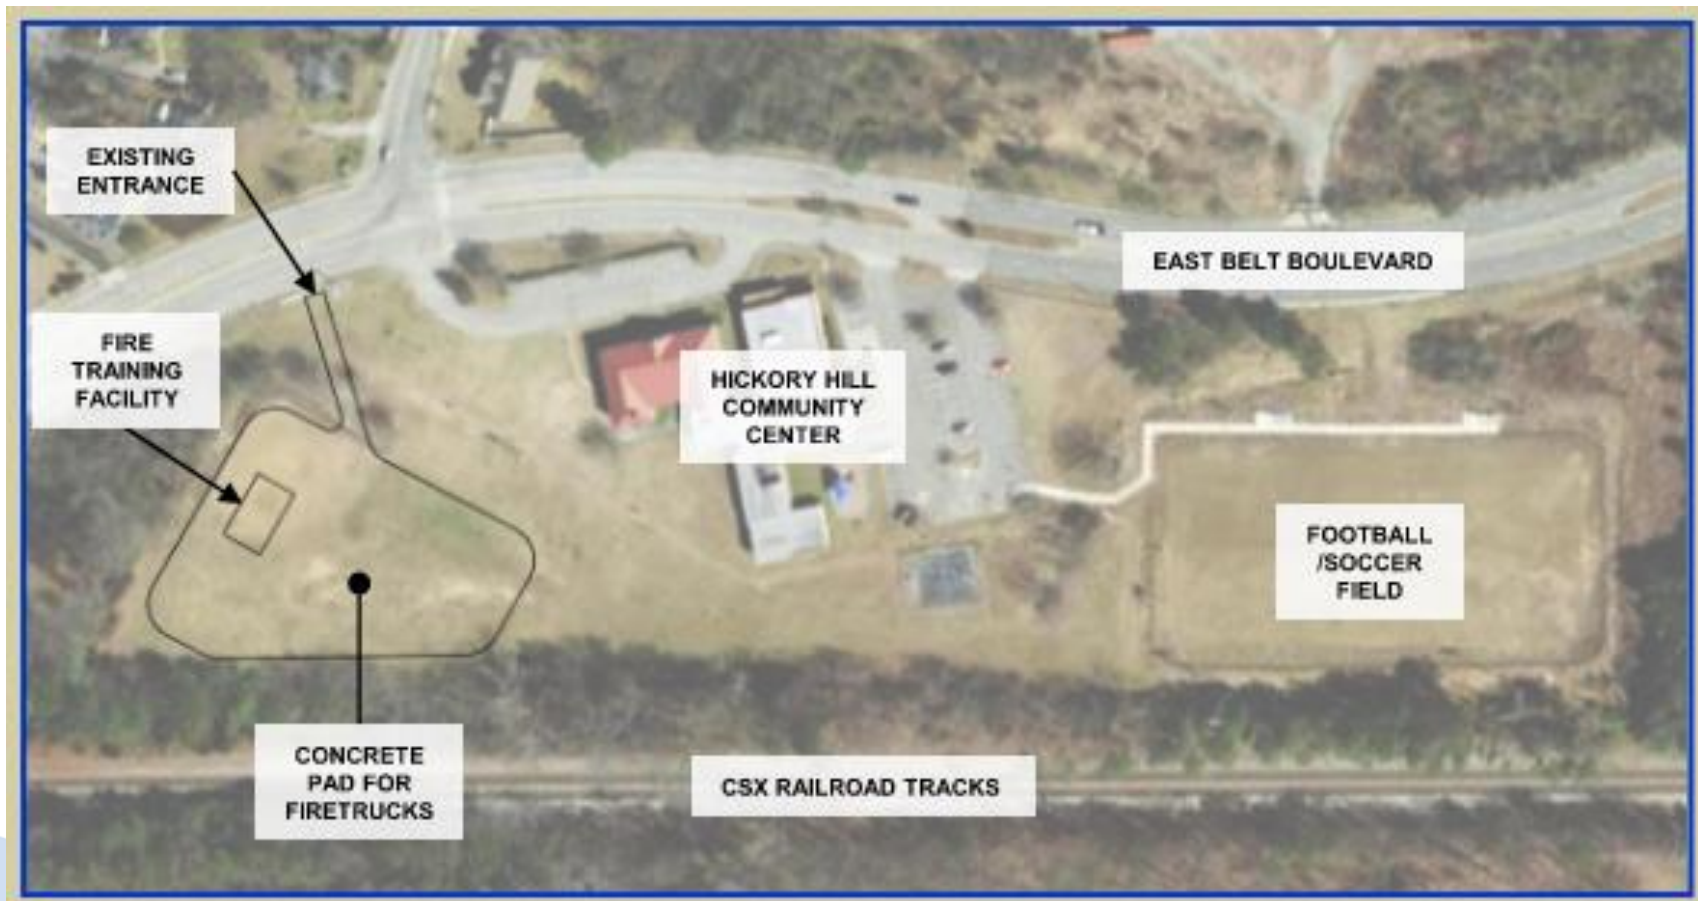 EXISTING
ENTRANCE
EAST BELT BOULEVARD
FIRE
TRAINING
FACILITY
HICKORY HILL
COMMUNITY
CENTER
FOOTBALL
/SOCCER
FIELD
CONCRETE
PAD FOR
FIRETRUCKS
CSX RAILROAD TRACKS